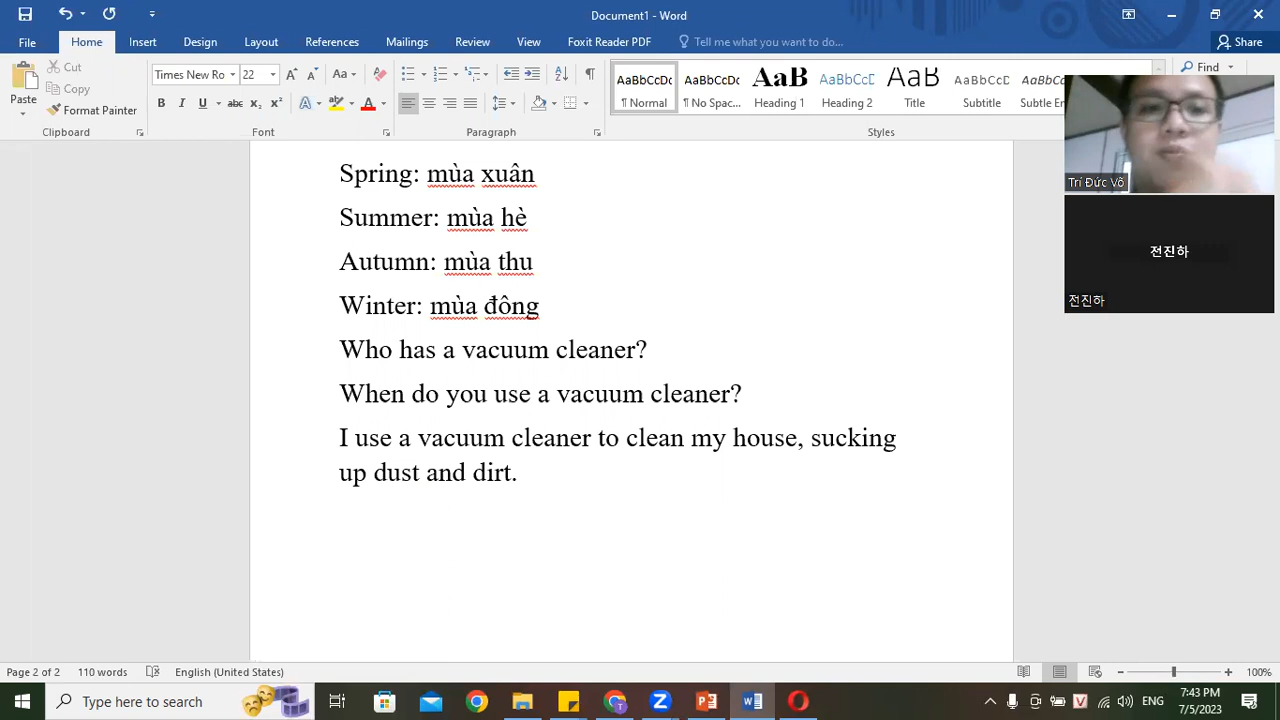 Document1 - Word
File Home Insert Design Layout References Mailings Review View Foxit Reader PDF Tell me what you want to do... Share
Paste Cut Copy Format Painter
Times New Ro 22 Aa
AaBbCcDc AaBbCcDc AaB AaBbCcD AaB AaBbCcD
¶ Normal ¶ No Spac... Heading Heading 2 Title Subtitle Subtle Em
Find
Clipboard Font Paragraph Styles
Spring: mùa xuân
Summer: mùa hè
Autumn: mùa thu
Winter: mùa đông
Who has a vacuum cleaner?
When do you use a vacuum cleaner?
I use a vacuum cleaner to clean my house, sucking
up dust and dirt.
Trí Đức Võ
전진하
전진하
Page 2 of 2 110 words English (United States) 100%
Type here to search
ENG
7:43 PM
7/5/2023